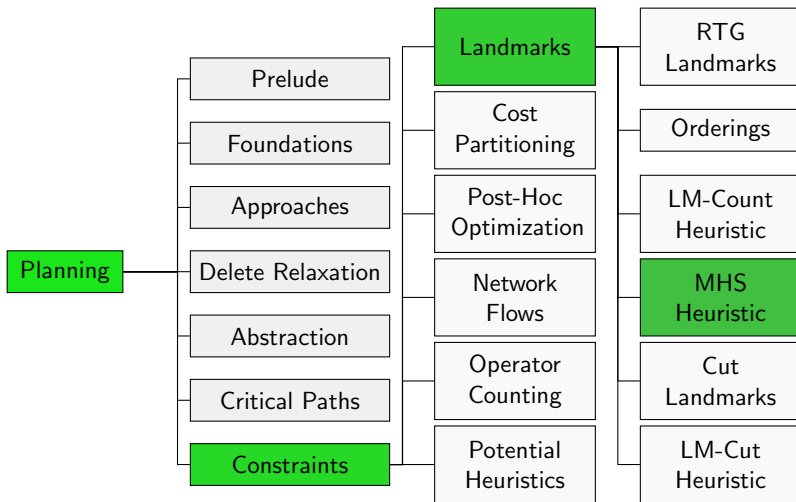 Planning
Prelude
Foundations
Approaches
Delete Relaxation
Abstraction
Critical Paths
Constraints
Landmarks
Cost
Partitioning
Post-Hoc
Optimization
Network
Flows
Operator
Counting
Potential
Heuristics
RTG
Landmarks
Orderings
LM-Count
Heuristic
MHS
Heuristic
Cut
Landmarks
LM-Cut
Heuristic